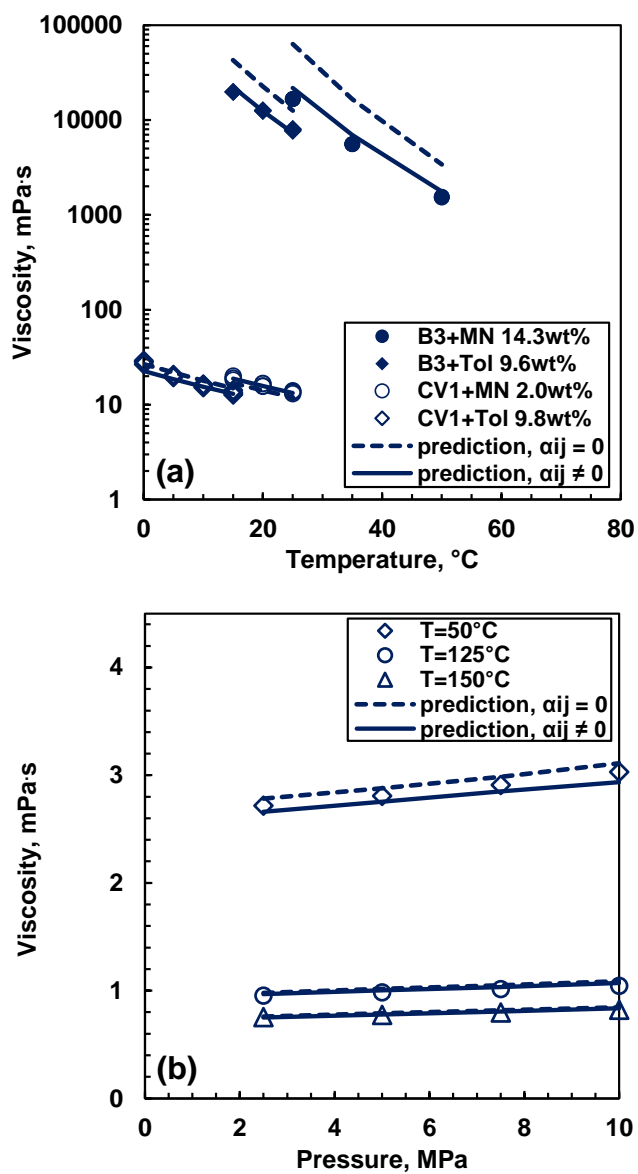 100000
10000
1000
100
10
1
Viscosity, mPa·s
B3+MN 14.3wt%
B3+Tol 9.6wt%
CV1+MN 2.0wt%
CV1+Tol 9.8wt%
prediction, αij = 0
prediction, αij ≠ 0
(a)
0 20 40 60 80
Temperature, °C
4
3
2
1
0
Viscosity, mPa·s
T=50°C
T=125°C
T=150°C
prediction, αij = 0
prediction, αij ≠ 0
(b)
0 2 4 6 8 10
Pressure, MPa